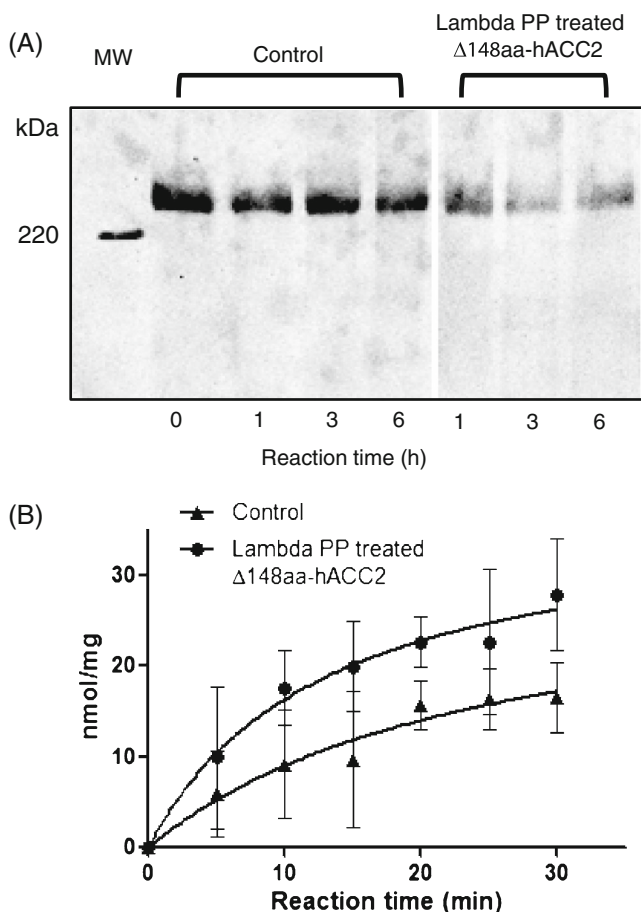 (A)
MW
Control
Lambda PP treated
Δ148aa-hACC2
kDa
220
0 1 3 6 1 3 6
Reaction time (h)
(B)
Control
Lambda PP treated
Δ148aa-hACC2
nmol/mg
30
20
10
0
0 10 20 30
Reaction time (min)